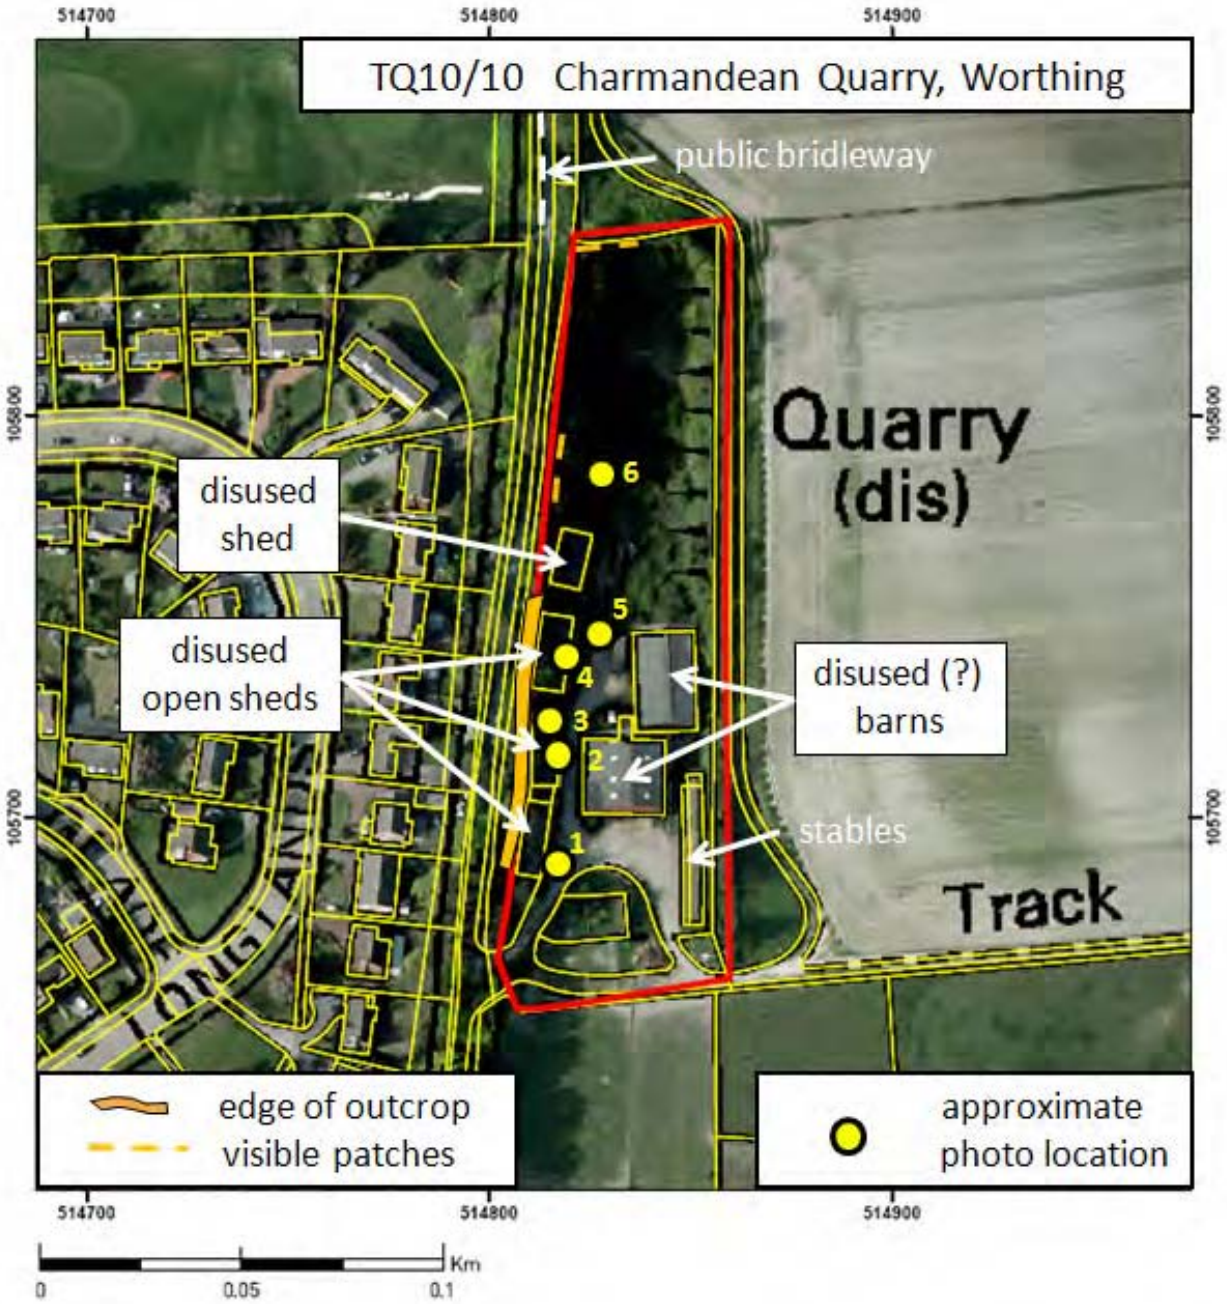 514700
514800
514900
TQ10/10 Charmandean Quarry, Worthing
public bridleway
105800
105800
Quarry
(dis)
6
disused
shed
5
disused
open sheds
4
disused (?)
barns
3
2
105700
105700
stables
1
LONGLANDS
Track
edge of outcrop
visible patches
approximate
photo location
514700
514800
514900
Km
0
0.05
0.1